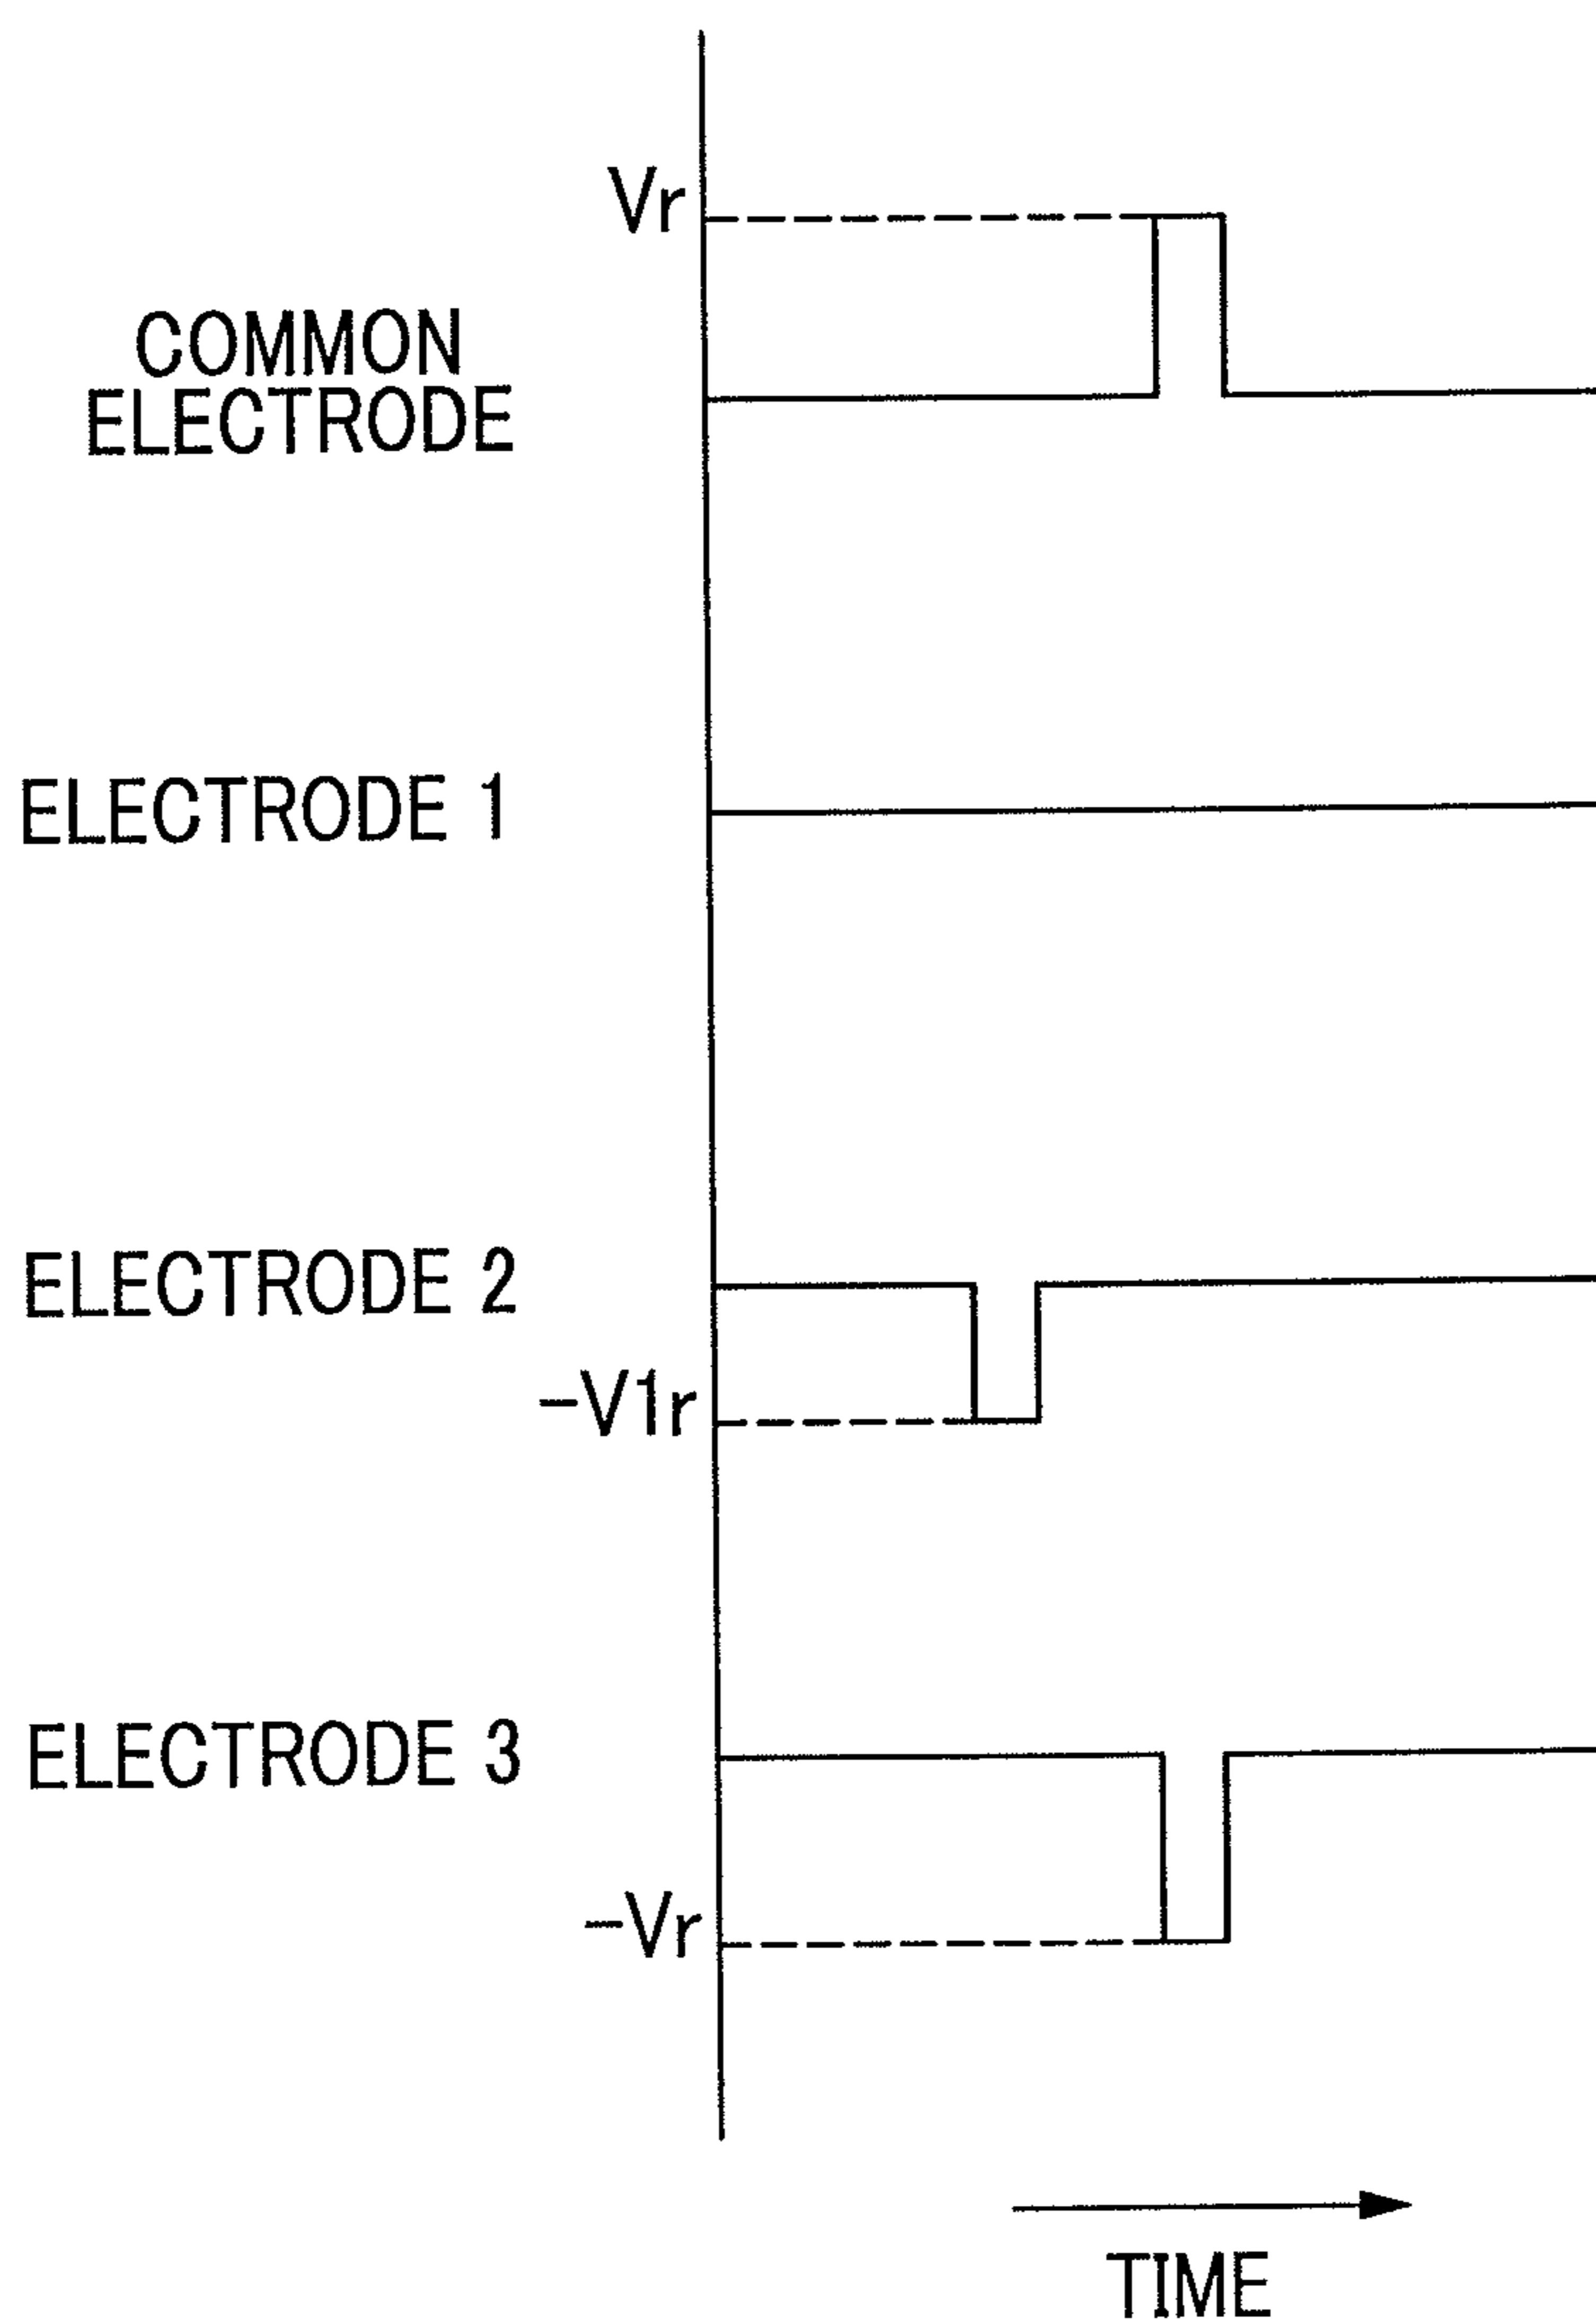 Vr
COMMON
ELECTRODE
ELECTRODE 1
ELECTRODE 2
-V1r
ELECTRODE 3
-Vr
TIME